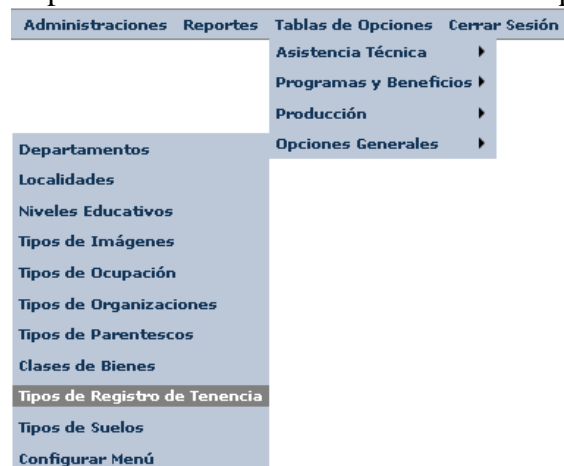 Administraciones Reportes Tablas de Opciones Cerrar Sesión
Asistencia Técnica
Programas y Beneficios
Producción
Opciones Generales
Departamentos
Localidades
Niveles Educativos
Tipos de Imágenes
Tipos de Ocupación
Tipos de Organizaciones
Tipos de Parentescos
Clases de Bienes
Tipos de Registro de Tenencia
Tipos de Suelos
Configurar Menú